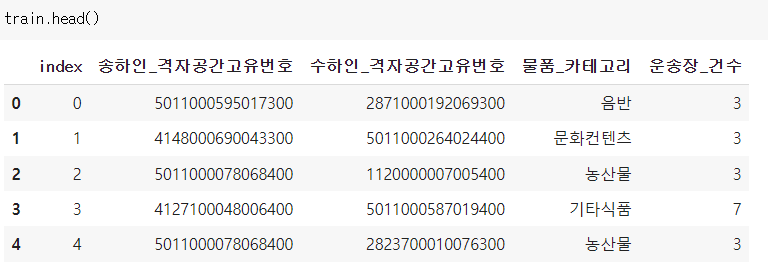 train.head()
index 송하인_격자공간고유번호 수하인_격자공간고유번호 물품_카테고리 운송장_건수
0 0 5011000595017300 2871000192069300 음반 3
1 1 4148000690043300 5011000264024400 문화컨텐츠 3
2 2 5011000078068400 1120000007005400 농산물 3
3 3 4127100048006400 5011000587019400 기타식품 7
4 4 5011000078068400 2823700010076300 농산물 3